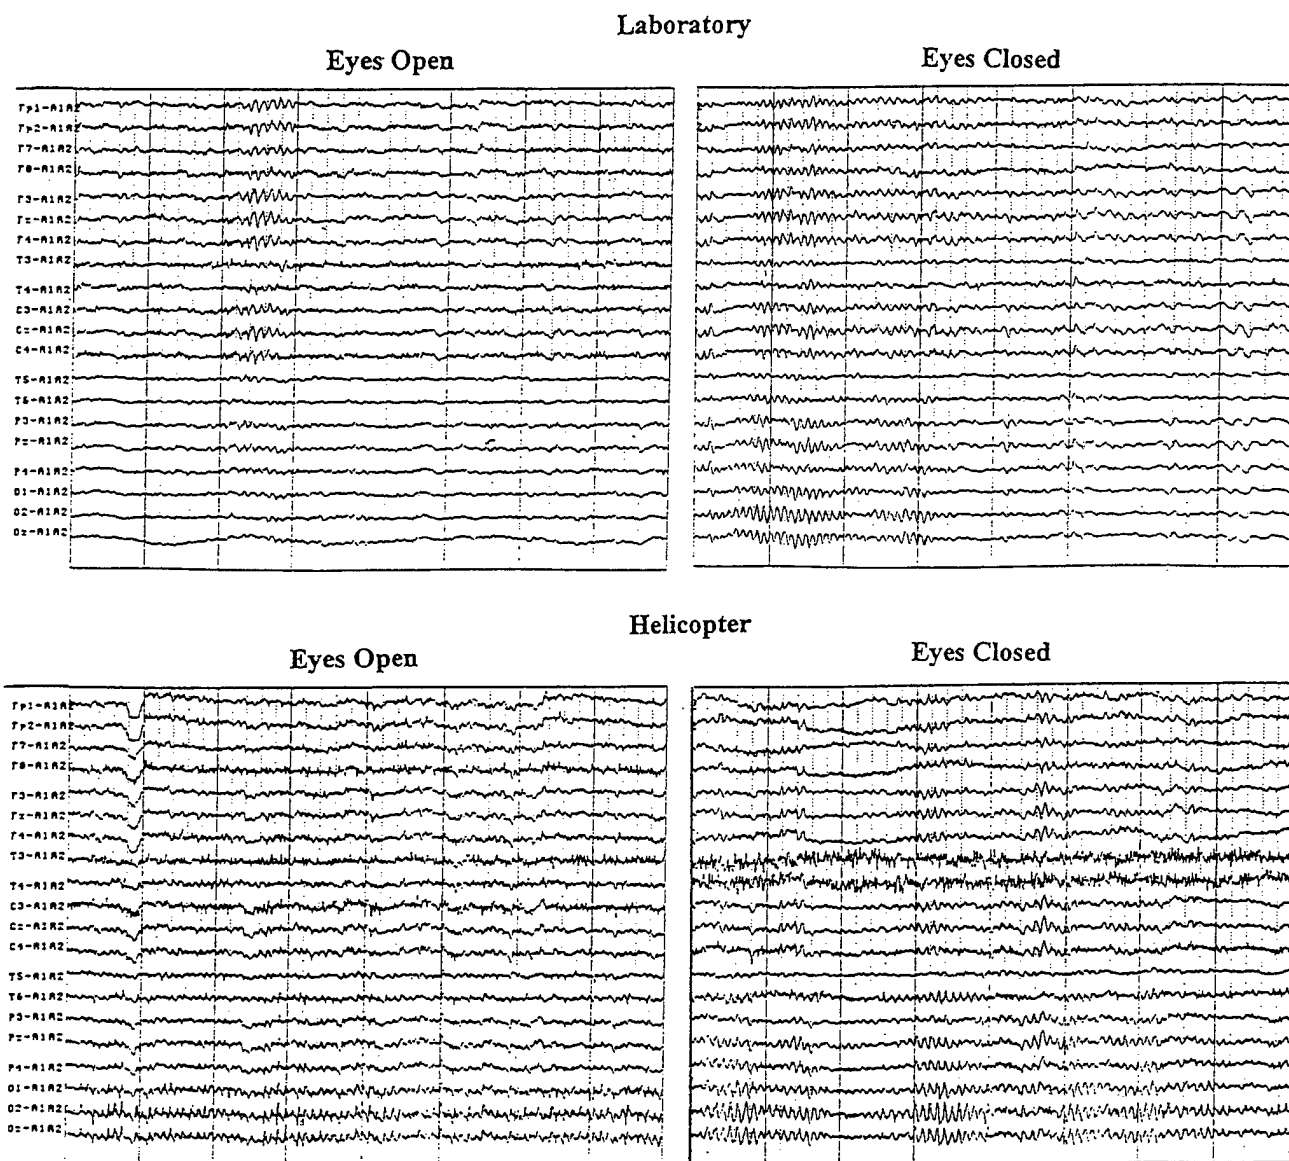 Laboratory
Eyes Open
Eyes Closed
Fp1-A1A2
Fp2-A1A2
F7-A1A2
F8-A1A2
F3-A1A2
Fz-A1A2
F4-A1A2
T3-A1A2
T4-A1A2
C3-A1A2
Cz-A1A2
C4-A1A2
T5-A1A2
T6-A1A2
P3-A1A2
Pz-A1A2
P4-A1A2
O1-A1A2
O2-A1A2
Oz-A1A2
Helicopter
Eyes Open
Eyes Closed
Fp1-A1A2
Fp2-A1A2
F7-A1A2
F8-A1A2
F3-A1A2
Fz-A1A2
F4-A1A2
T3-A1A2
T4-A1A2
C3-A1A2
Cz-A1A2
C4-A1A2
T5-A1A2
T6-A1A2
P3-A1A2
Pz-A1A2
P4-A1A2
O1-A1A2
O2-A1A2
Oz-A1A2